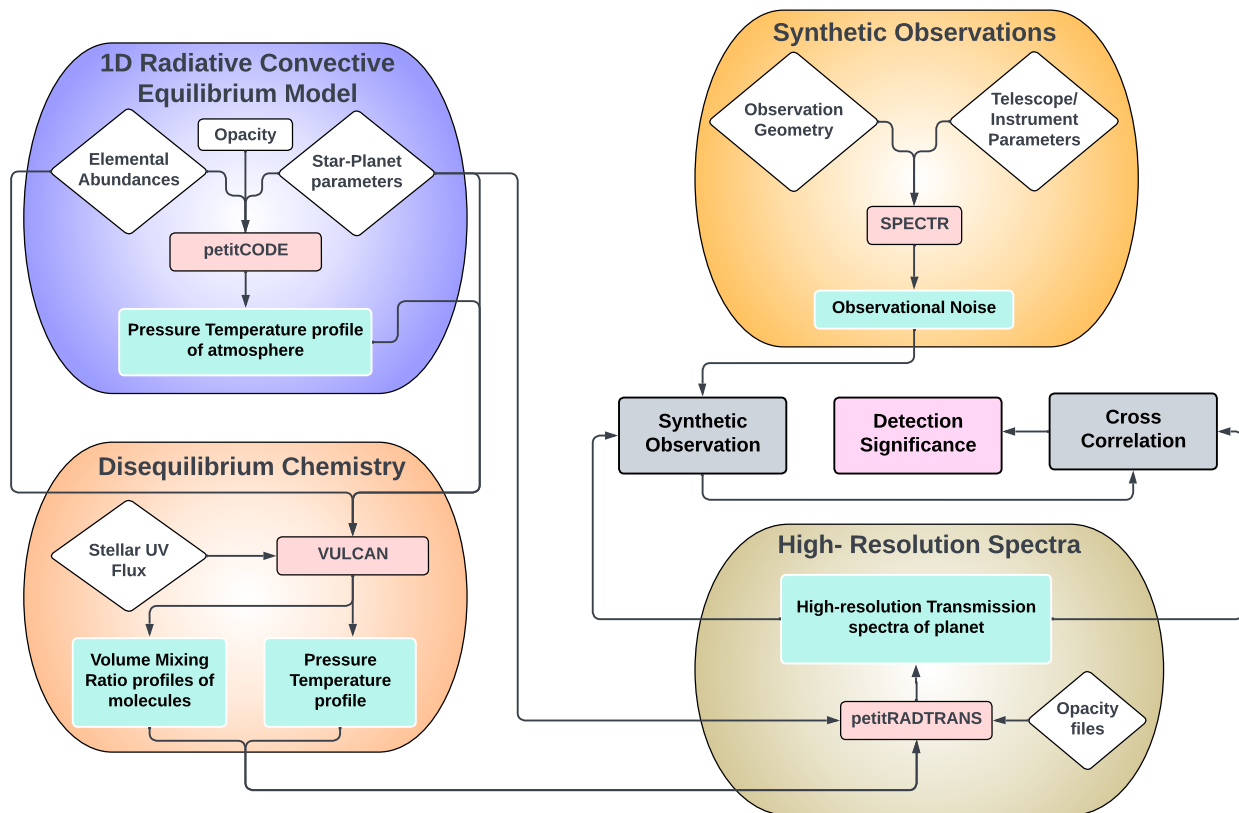 1D Radiative Convective
Equilibrium Model
Elemental
Abundances
Opacity
Star-Planet
parameters
petitCODE
Pressure Temperature profile
of atmosphere
Synthetic Observations
Observation
Geometry
Telescope/
Instrument
Parameters
SPECTR
Observational Noise
Synthetic
Observation
Detection
Significance
Cross
Correlation
Disequilibrium Chemistry
Stellar UV
Flux
VULCAN
Volume Mixing
Ratio profiles of
molecules
Pressure
Temperature
profile
High- Resolution Spectra
High-resolution Transmission
spectra of planet
petitRADTRANS
Opacity
files